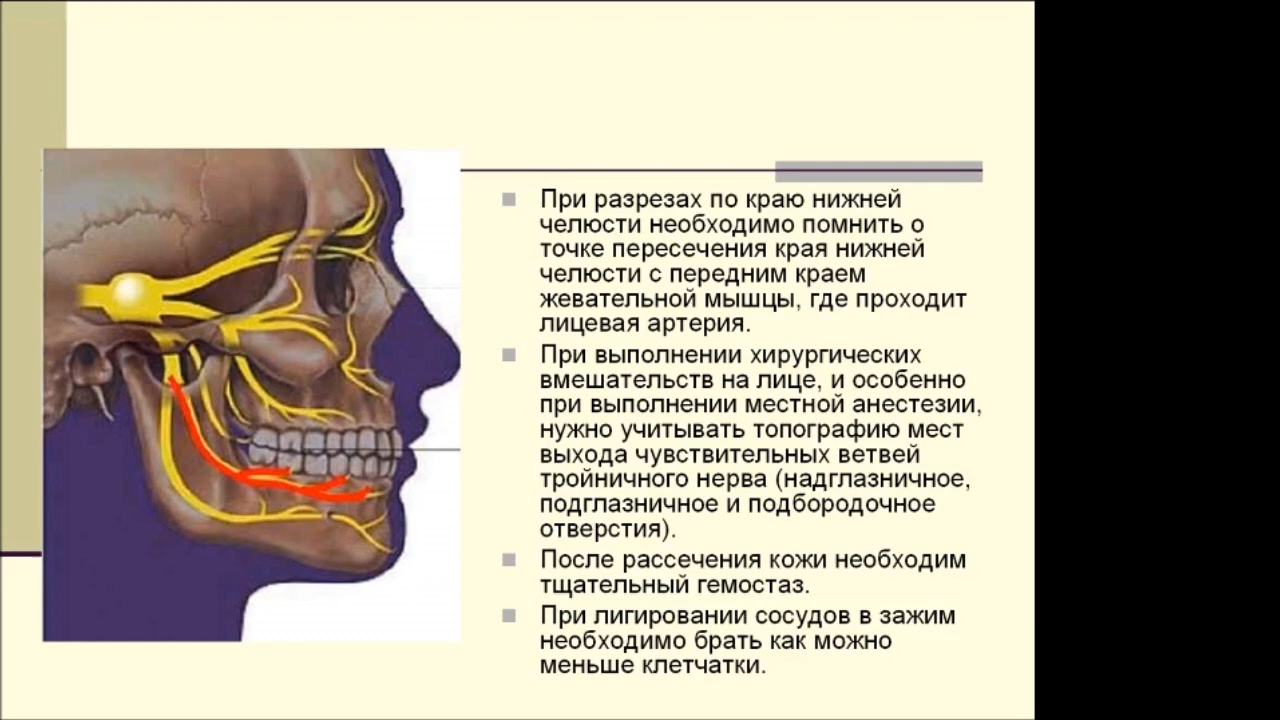 При разрезах по краю нижней
челюсти необходимо помнить о
точке пересечения края нижней
челюсти с передним краем
жевательной мышцы, где проходит
лицевая артерия.
При выполнении хирургических
вмешательств на лице, и особенно
при выполнении местной анестезии,
нужно учитывать топографию мест
выхода чувствительных ветвей
тройничного нерва (надглазничное,
подглазничное и подбородочное
отверстия).
После рассечения кожи необходим
тщательный гемостаз.
При лигировании сосудов в зажим
необходимо брать как можно
меньше клетчатки.